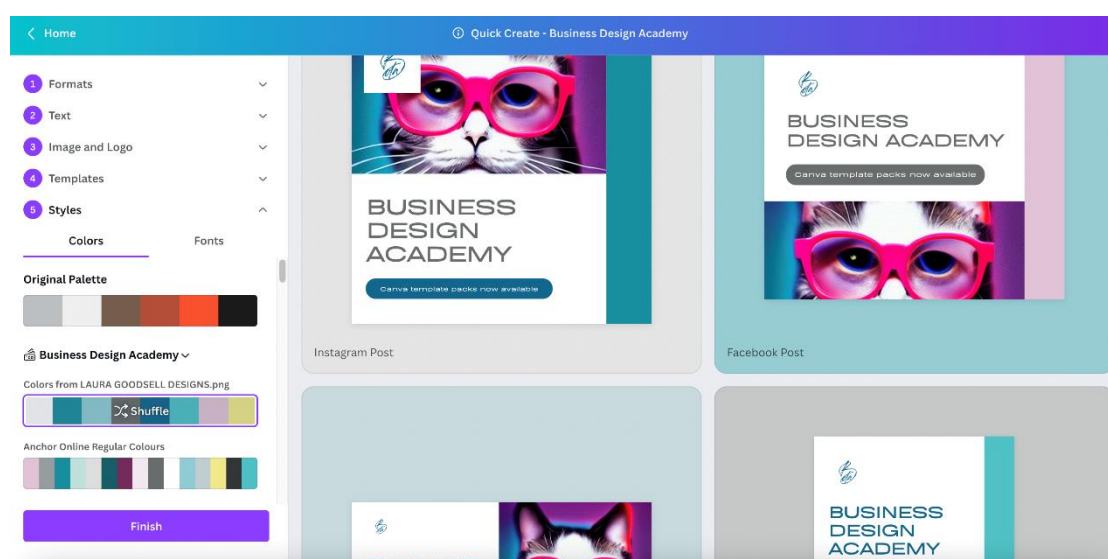 Home
Quick Create - Business Design Academy
1 Formats
2 Text
3 Image and Logo
4 Templates
5 Styles
Colors Fonts
Original Palette
Business Design Academy
Colors from LAURA GOODSELL DESIGNS.png
Shuffle
Anchor Online Regular Colours
Finish
BUSINESS
DESIGN
ACADEMY
Canva template packs now available
Instagram Post
BUSINESS
DESIGN ACADEMY
Canva template packs now available
Facebook Post
BUSINESS
DESIGN
ACADEMY